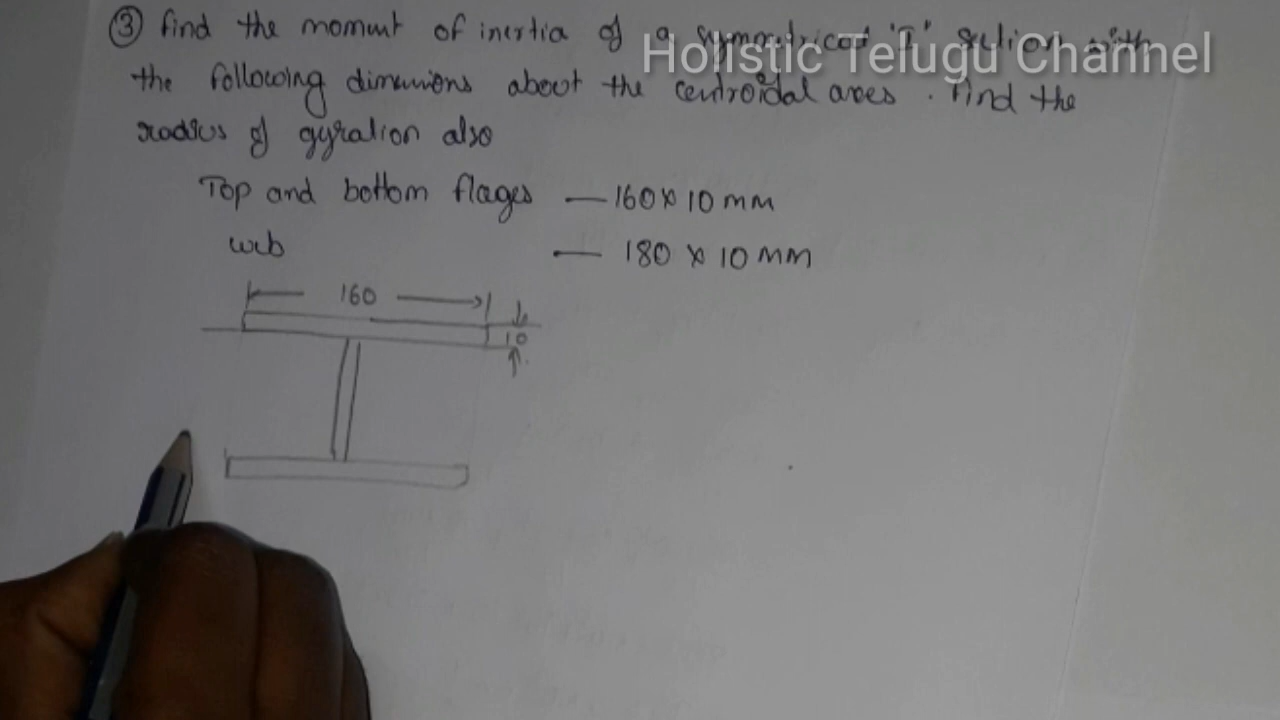 ③ Find the moment of inertia of a symmetrical 'I' section with
Holistic Telugu Channel
the following dimensions about the centroidal axes. Find the
radius of gyration also
Top and bottom flages — 160 x 10 mm
web — 180 x 10 mm
160
10